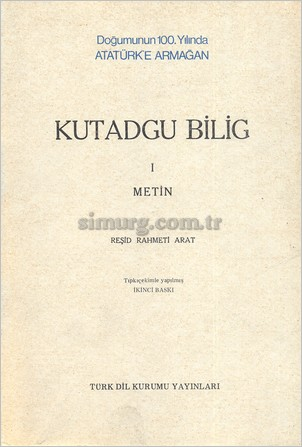 Doğumunun 100. Yılında
ATATÜRK'E ARMAĞAN
KUTADGU BİLİG
I
METİN
simurg.com.tr
REŞİD RAHMETİ ARAT
Tıpkıçekimle yapılmış
İKİNCİ BASKI
TÜRK DİL KURUMU YAYINLARI